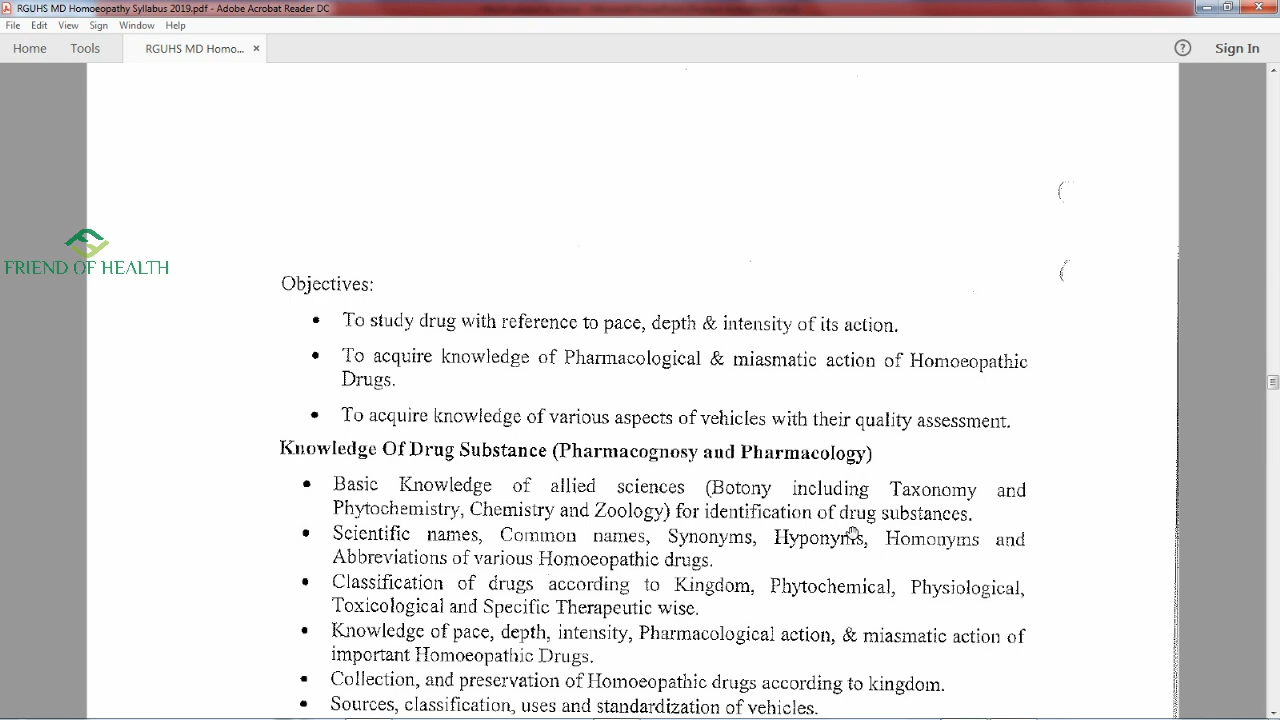 RGUHS MD Homoeopathy Syllabus 2019.pdf - Adobe Acrobat Reader DC
File Edit View Sign Window Help
Home Tools RGUHS MD Homo... × ? Sign In
FRIEND OF HEALTH
Objectives:
• To study drug with reference to pace, depth & intensity of its action.
• To acquire knowledge of Pharmacological & miasmatic action of Homoeopathic
Drugs.
• To acquire knowledge of various aspects of vehicles with their quality assessment.
Knowledge Of Drug Substance (Pharmacognosy and Pharmacology)
• Basic Knowledge of allied sciences (Botony including Taxonomy and
Phytochemistry, Chemistry and Zoology) for identification of drug substances.
• Scientific names, Common names, Synonyms, Hyponyms, Homonyms and
Abbreviations of various Homoeopathic drugs.
• Classification of drugs according to Kingdom, Phytochemical, Physiological,
Toxicological and Specific Therapeutic wise.
• Knowledge of pace, depth, intensity, Pharmacological action, & miasmatic action of
important Homoeopathic Drugs.
• Collection, and preservation of Homoeopathic drugs according to kingdom.
• Sources, classification, uses and standardization of vehicles.